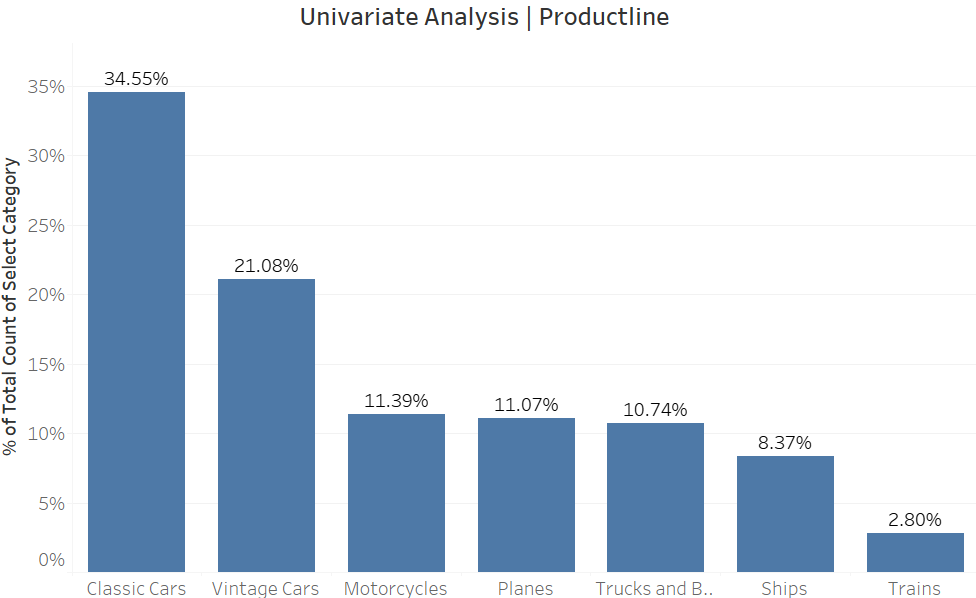 Univariate Analysis | Productline
% of Total Count of Select Category
35%
30%
25%
20%
15%
10%
5%
0%
34.55%
21.08%
11.39%
11.07%
10.74%
8.37%
2.80%
Classic Cars
Vintage Cars
Motorcycles
Planes
Trucks and B..
Ships
Trains